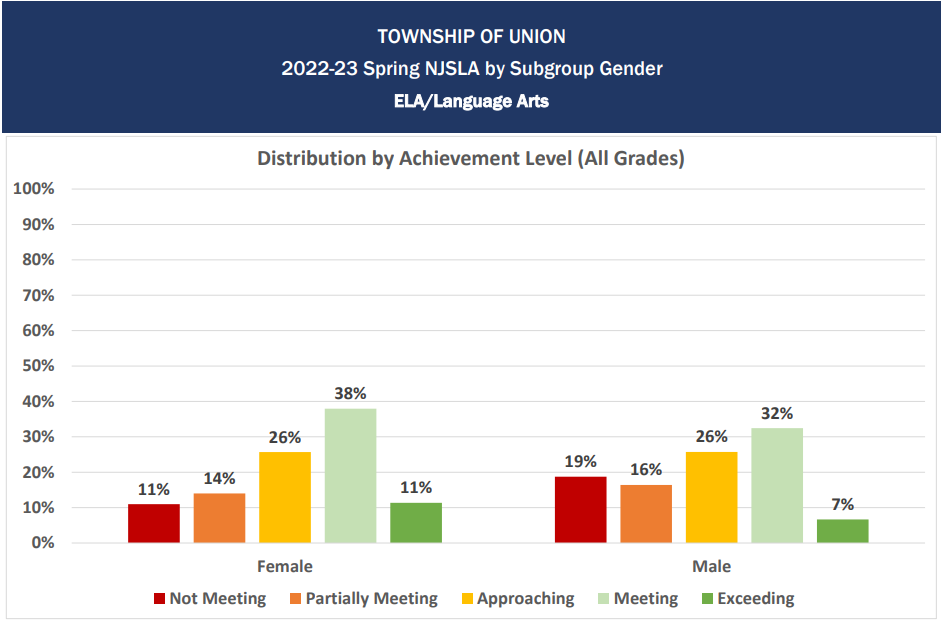 TOWNSHIP OF UNION
2022-23 Spring NJSLA by Subgroup Gender
ELA/Language Arts
Distribution by Achievement Level (All Grades)
100%
90%
80%
70%
60%
50%
40%
30%
20%
10%
0%
11%
14%
26%
38%
11%
19%
16%
26%
32%
7%
Female
Male
Not Meeting
Partially Meeting
Approaching
Meeting
Exceeding